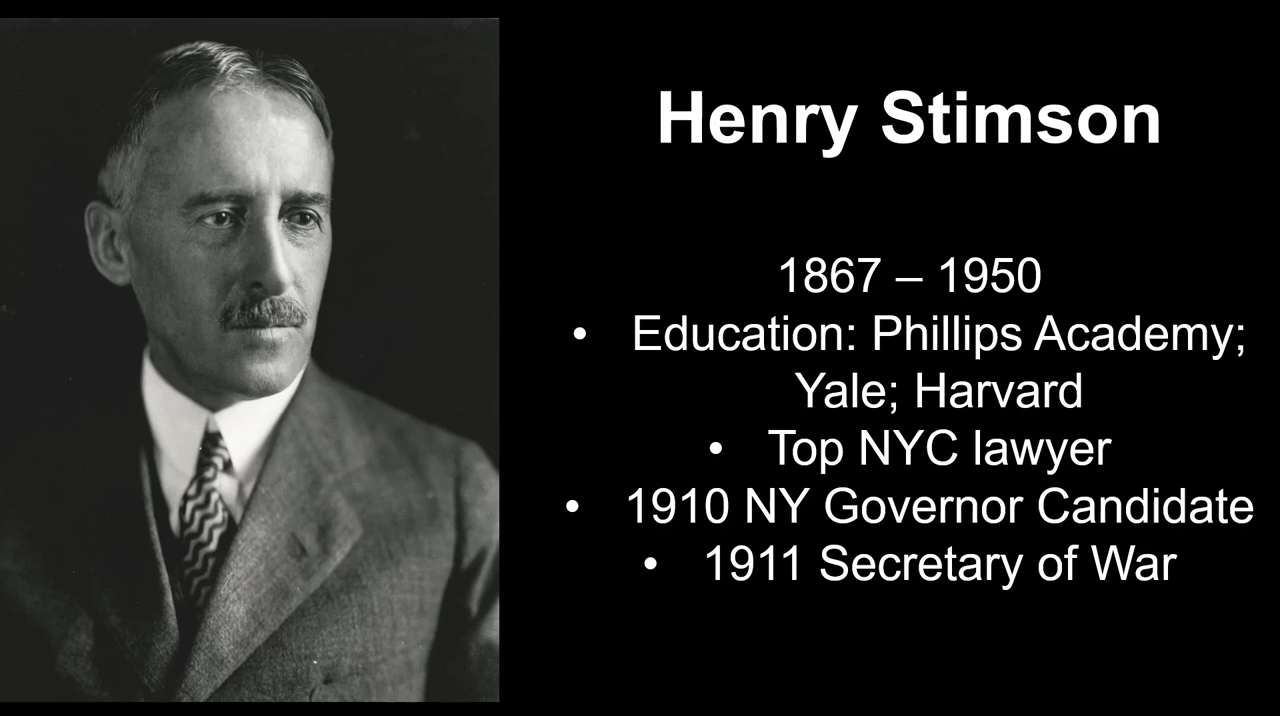 Henry Stimson
1867 – 1950
• Education: Phillips Academy;
Yale; Harvard
• Top NYC lawyer
• 1910 NY Governor Candidate
• 1911 Secretary of War